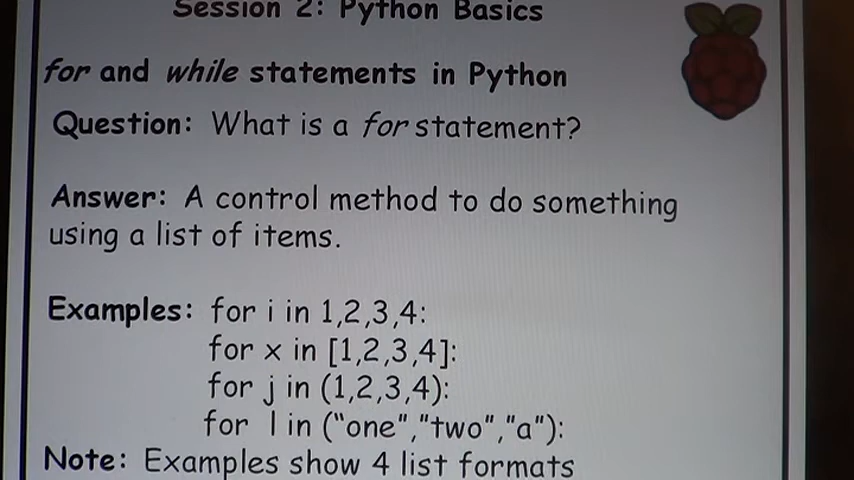 Session 2: Python Basics
for and while statements in Python
Question: What is a for statement?
Answer: A control method to do something
using a list of items.
Examples: for i in 1,2,3,4:
for x in [1,2,3,4]:
for j in (1,2,3,4):
for l in ("one","two","a"):
Note: Examples show 4 list formats